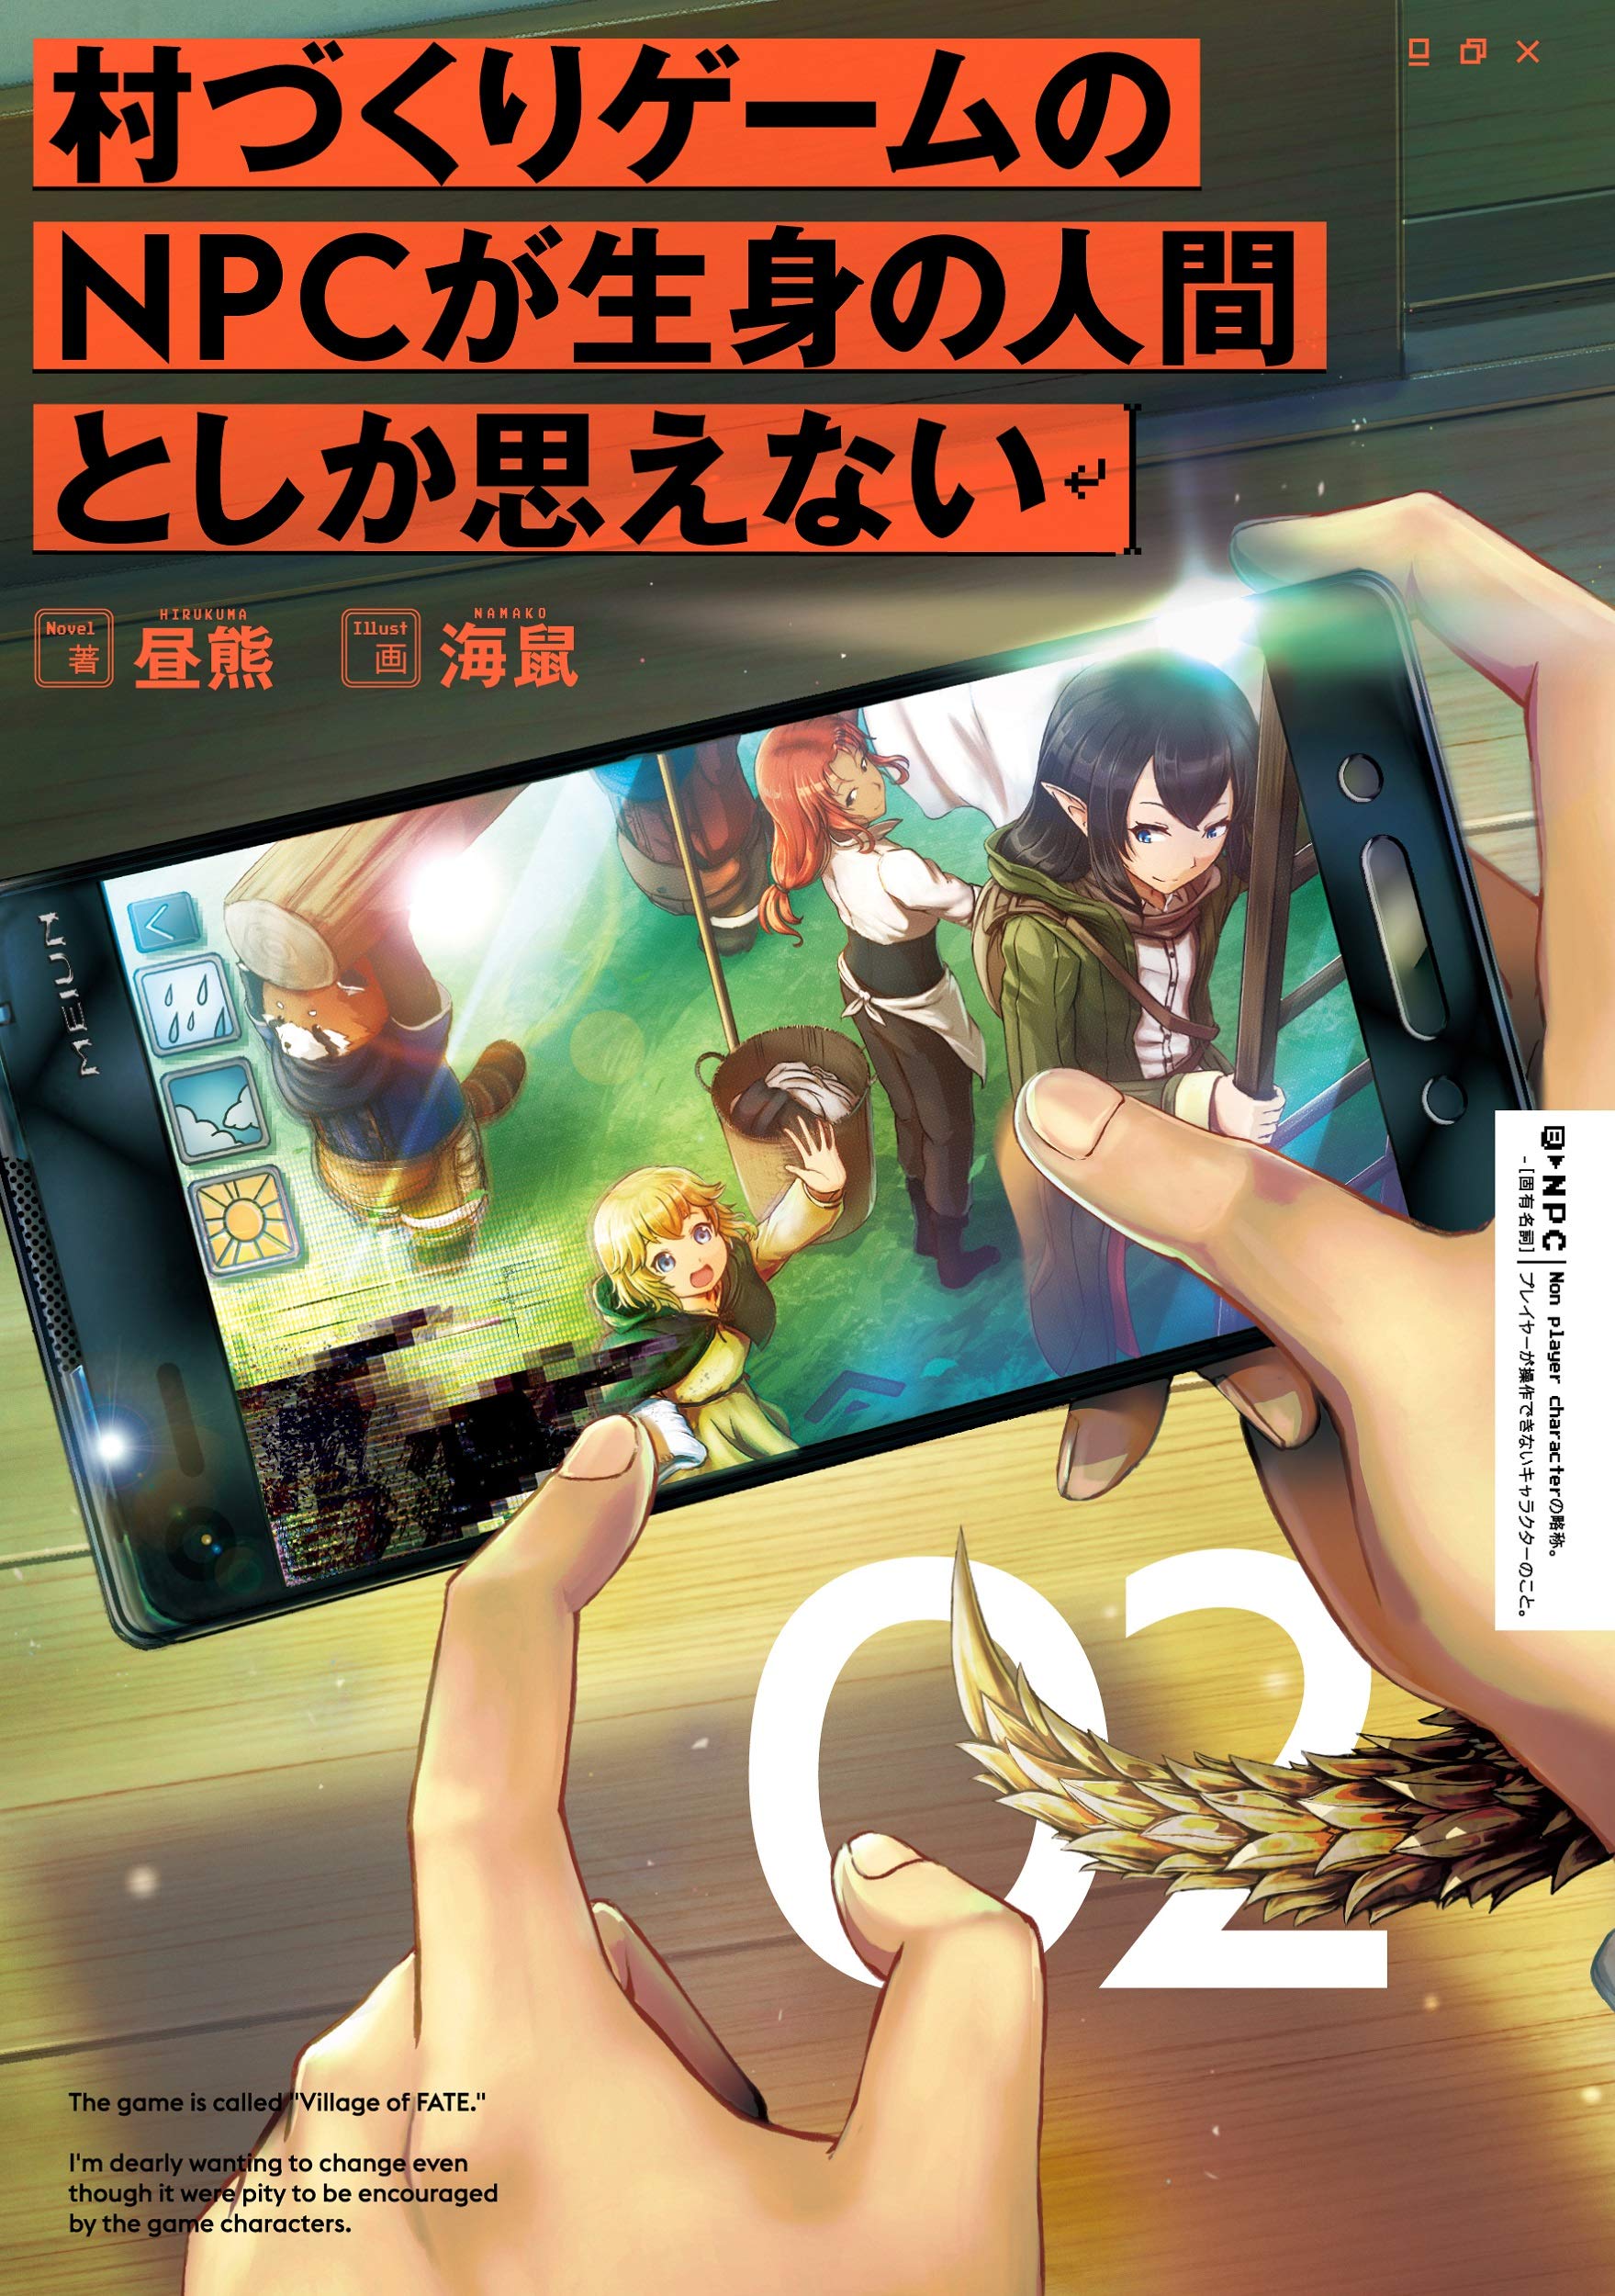 村づくりゲームの
NPCが生身の人間
としか思えない
Novel
著
HIRUKUMA
昼熊
Illust
画
NAMAKO
海鼠
MEIUM
NPC
Non player characterの略称。
-[固有名詞]
プレイヤーが操作できないキャラクターのこと。
02
The game is called "Village of FATE."
I'm dearly wanting to change even
though it were pity to be encouraged
by the game characters.